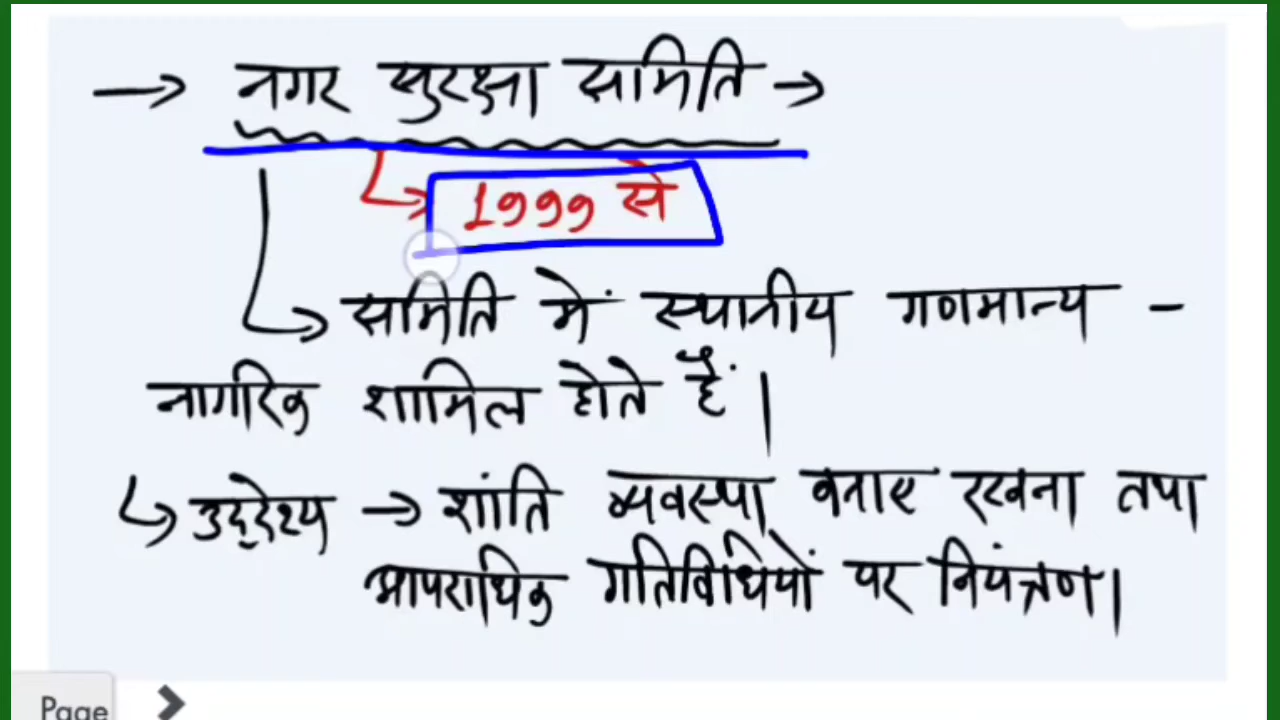 → नगर सुरक्षा समिति →
1999 से
समिति में स्थानीय गणमान्य -
नागरिक शामिल होते हैं।
उद्देश्य → शांति व्यवस्था बनाए रखना तथा
आपराधिक गतिविधियों पर नियंत्रण।
Page